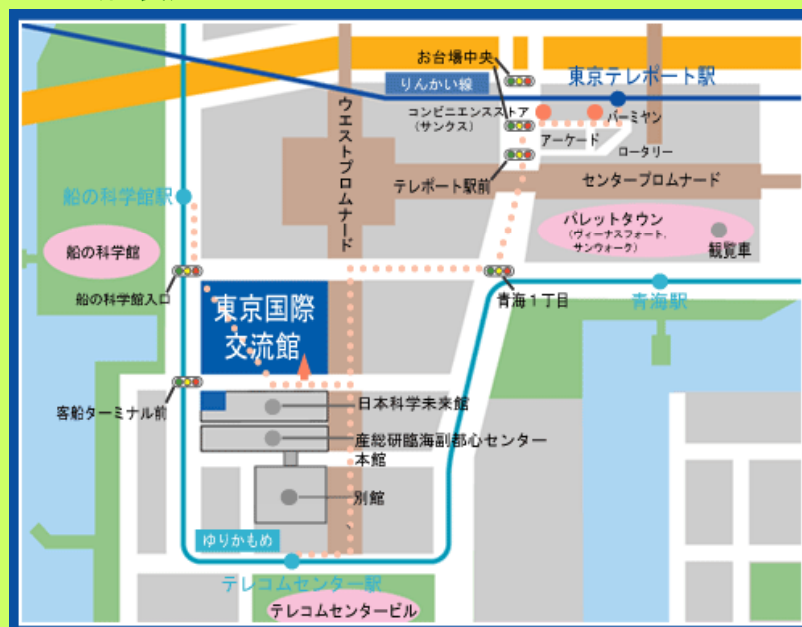 お台場中央
りんかい線
東京テレポート駅
コンビニエンスストア
(サンクス)
バーミヤン
アーケード
ロータリー
ウエストプロムナード
テレポート駅前
センタープロムナード
船の科学館駅
パレットタウン
(ヴィーナスフォート、
サンウォーク)
観覧車
船の科学館
船の科学館入口
青海1丁目
青海駅
東京国際
交流館
客船ターミナル前
日本科学未来館
産総研臨海副都心センター
本館
別館
ゆりかもめ
テレコムセンター駅
テレコムセンタービル